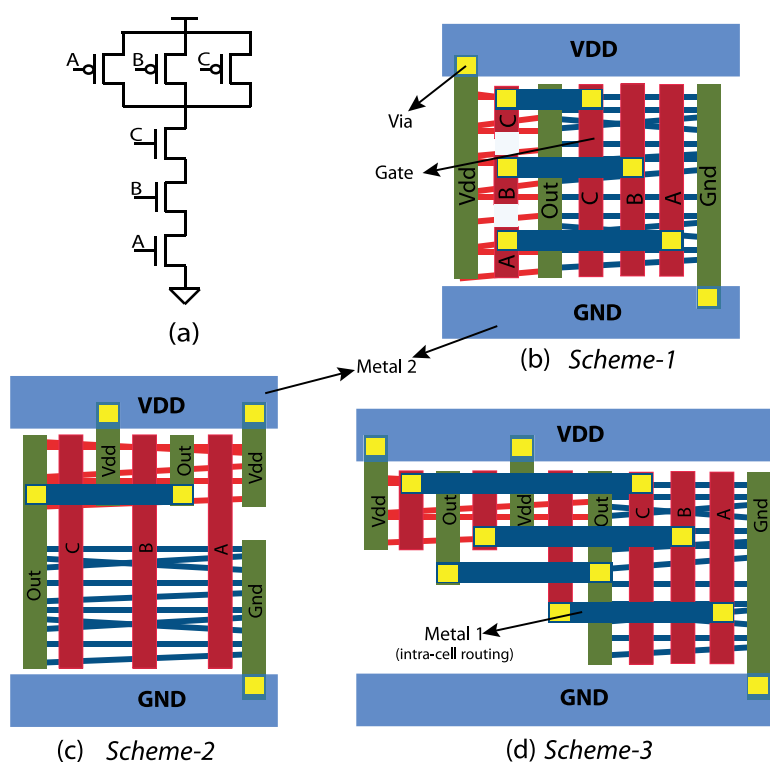 A
B
C
C
B
A
(a)
VDD
Via
Gate
Vdd
C
B
A
Out
C
B
A
Gnd
GND
(b) Scheme-1
Metal 2
VDD
Out
C
Vdd
B
Out
A
Vdd
Gnd
GND
(c) Scheme-2
VDD
Vdd
Out
Vdd
Out
C
B
A
Gnd
Metal 1
(intra-cell routing)
GND
(d) Scheme-3